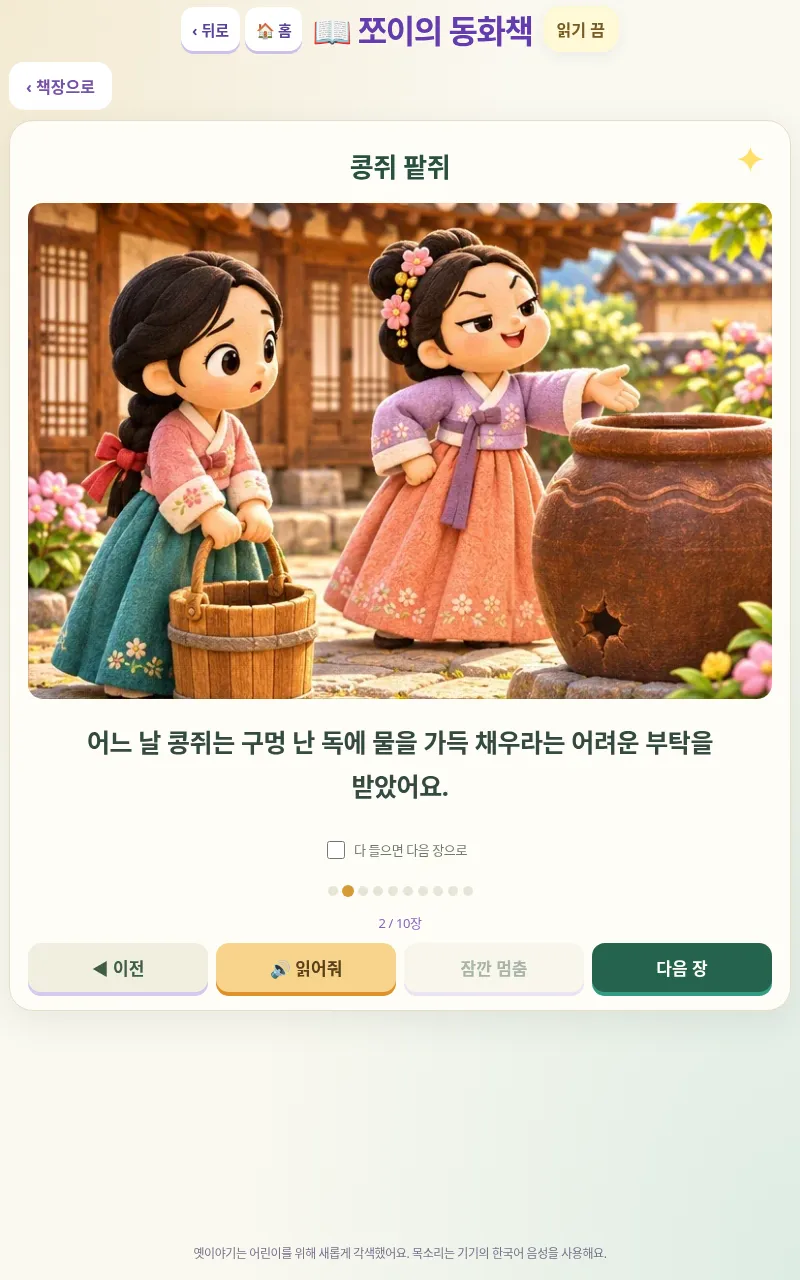 ‹ 뒤로
🏠 홈
📖 쪼이의 동화책
읽기 끝
‹ 책장으로
콩쥐 팥쥐
어느 날 콩쥐는 구멍 난 독에 물을 가득 채우라는 어려운 부탁을
받았어요.
다 들으면 다음 장으로
2 / 10장
◀ 이전
🔊 읽어줘
잠깐 멈춤
다음 장
옛이야기는 어린이를 위해 새롭게 각색했어요. 목소리는 기기의 한국어 음성을 사용해요.